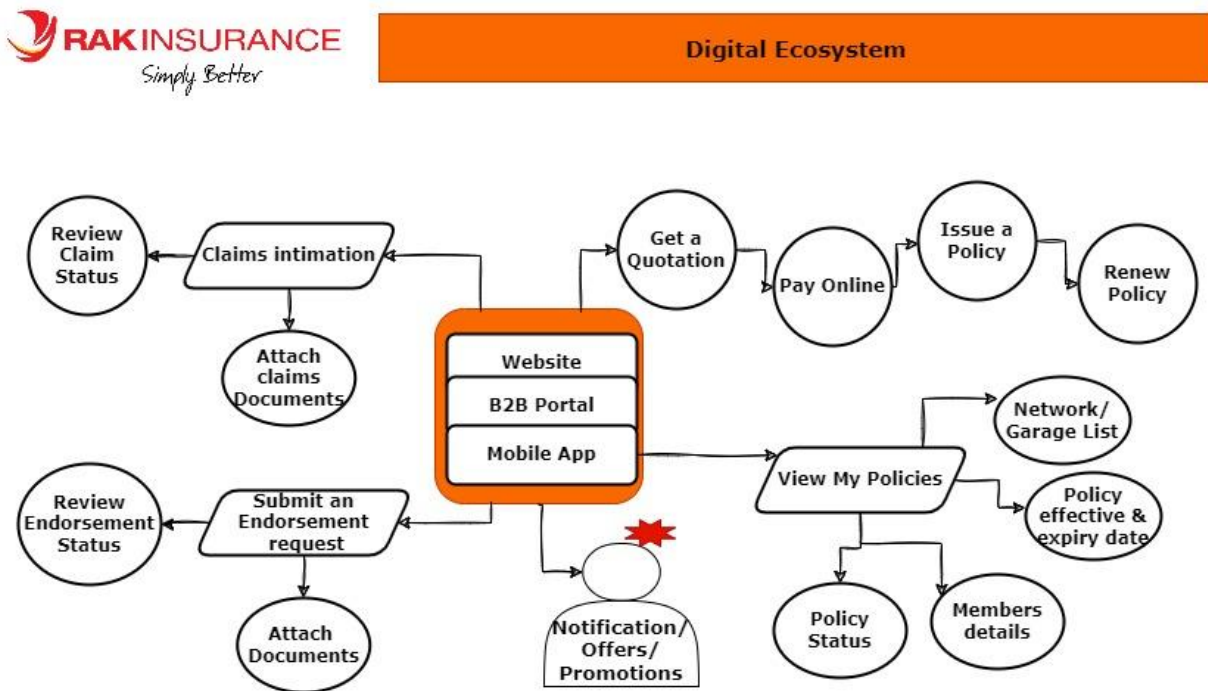 RAKINSURANCE
Simply Better
Digital Ecosystem
Review
Claim
Status
Claims intimation
Attach
claims
Documents
Get a
Quotation
Pay Online
Issue a
Policy
Renew
Policy
Website
B2B Portal
Mobile App
View My Policies
Network/
Garage List
Policy
effective &
expiry date
Policy
Status
Members
details
Review
Endorsement
Status
Submit an
Endorsement
request
Attach
Documents
Notification/
Offers/
Promotions